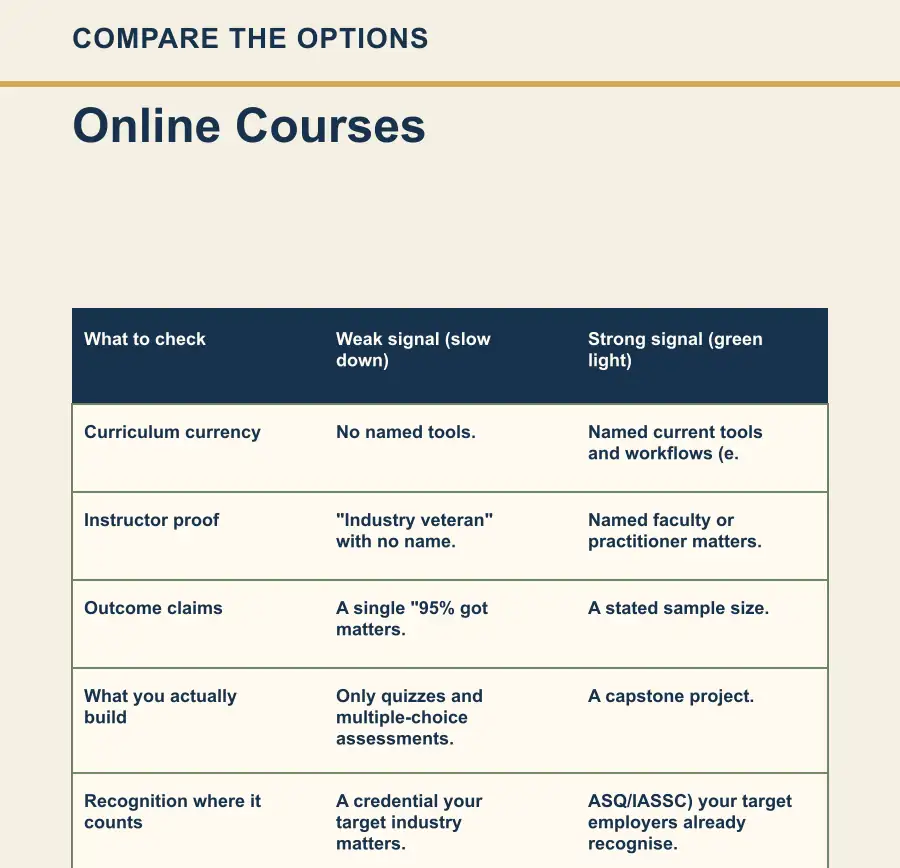 COMPARE THE OPTIONS
Online Courses
What to check
Weak signal (slow
down)
Strong signal (green
light)
Curriculum currency
No named tools.
Named current tools
and workflows (e.
Instructor proof
"Industry veteran"
with no name.
Named faculty or
practitioner matters.
Outcome claims
A single "95% got
matters.
A stated sample size.
What you actually
build
Only quizzes and
multiple-choice
assessments.
A capstone project.
Recognition where it
counts
A credential your
target industry
matters.
ASQ/IASSC) your target
employers already
recognise.